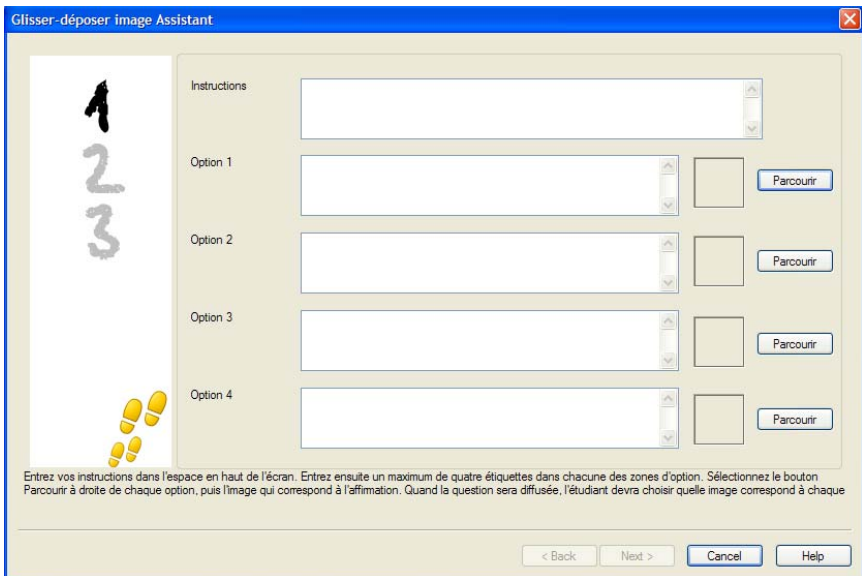 Glisser-déposer image Assistant
1
2
3
Instructions
Option 1
Parcourir
Option 2
Parcourir
Option 3
Parcourir
Option 4
Parcourir
Entrez vos instructions dans l'espace en haut de l'écran. Entrez ensuite un maximum de quatre étiquettes dans chacune des zones d'option. Sélectionnez le bouton
Parcourir à droite de chaque option, puis l'image qui correspond à l'affirmation. Quand la question sera diffusée, l'étudiant devra choisir quelle image correspond à chaque
< Back
Next >
Cancel
Help